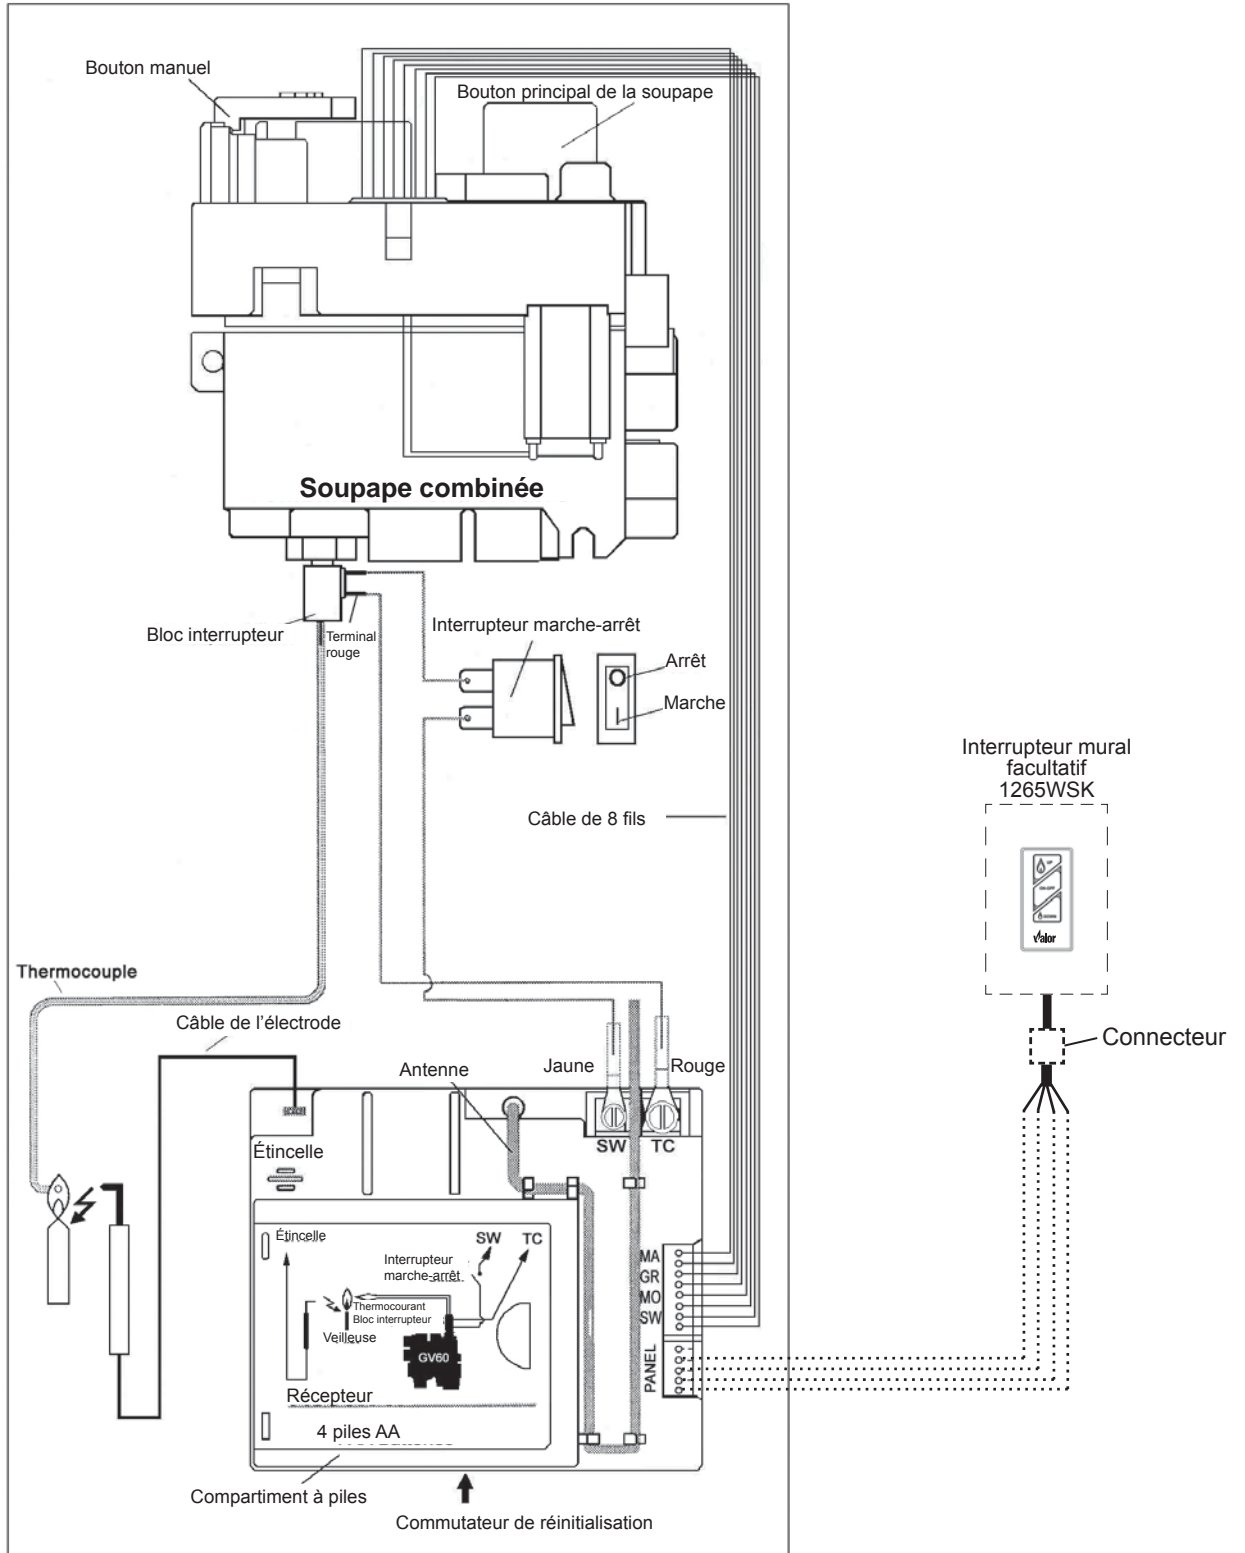 Bouton manuel
Bouton principal de la soupape
Soupape combinée
Bloc interrupteur
Terminal
rouge
Interrupteur marche-arrêt
Arrêt
Marche
Interrupteur mural
facultatif
1265WSK
Câble de 8 fils
UP
ON/OFF
Valor
Thermocouple
Câble de l'électrode
Connecteur
Antenne
Jaune
Rouge
Étincelle
SW
TC
Étincelle
SW
TC
Interrupteur
marche-arrêt
Thermocourant
Bloc interrupteur
Veilleuse
GV60
MA
GR
MO
SW
PANEL
Récepteur
4 piles AA
Compartiment à piles
Commutateur de réinitialisation